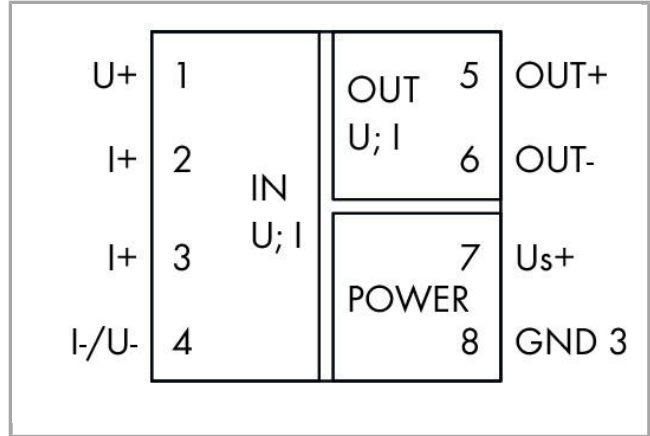 U+ 1 OUT 5 OUT+
I+ 2 U; I 6 OUT-
IN
I+ 3 U; I 7 Us+
POWER
I-/U- 4 8 GND 3